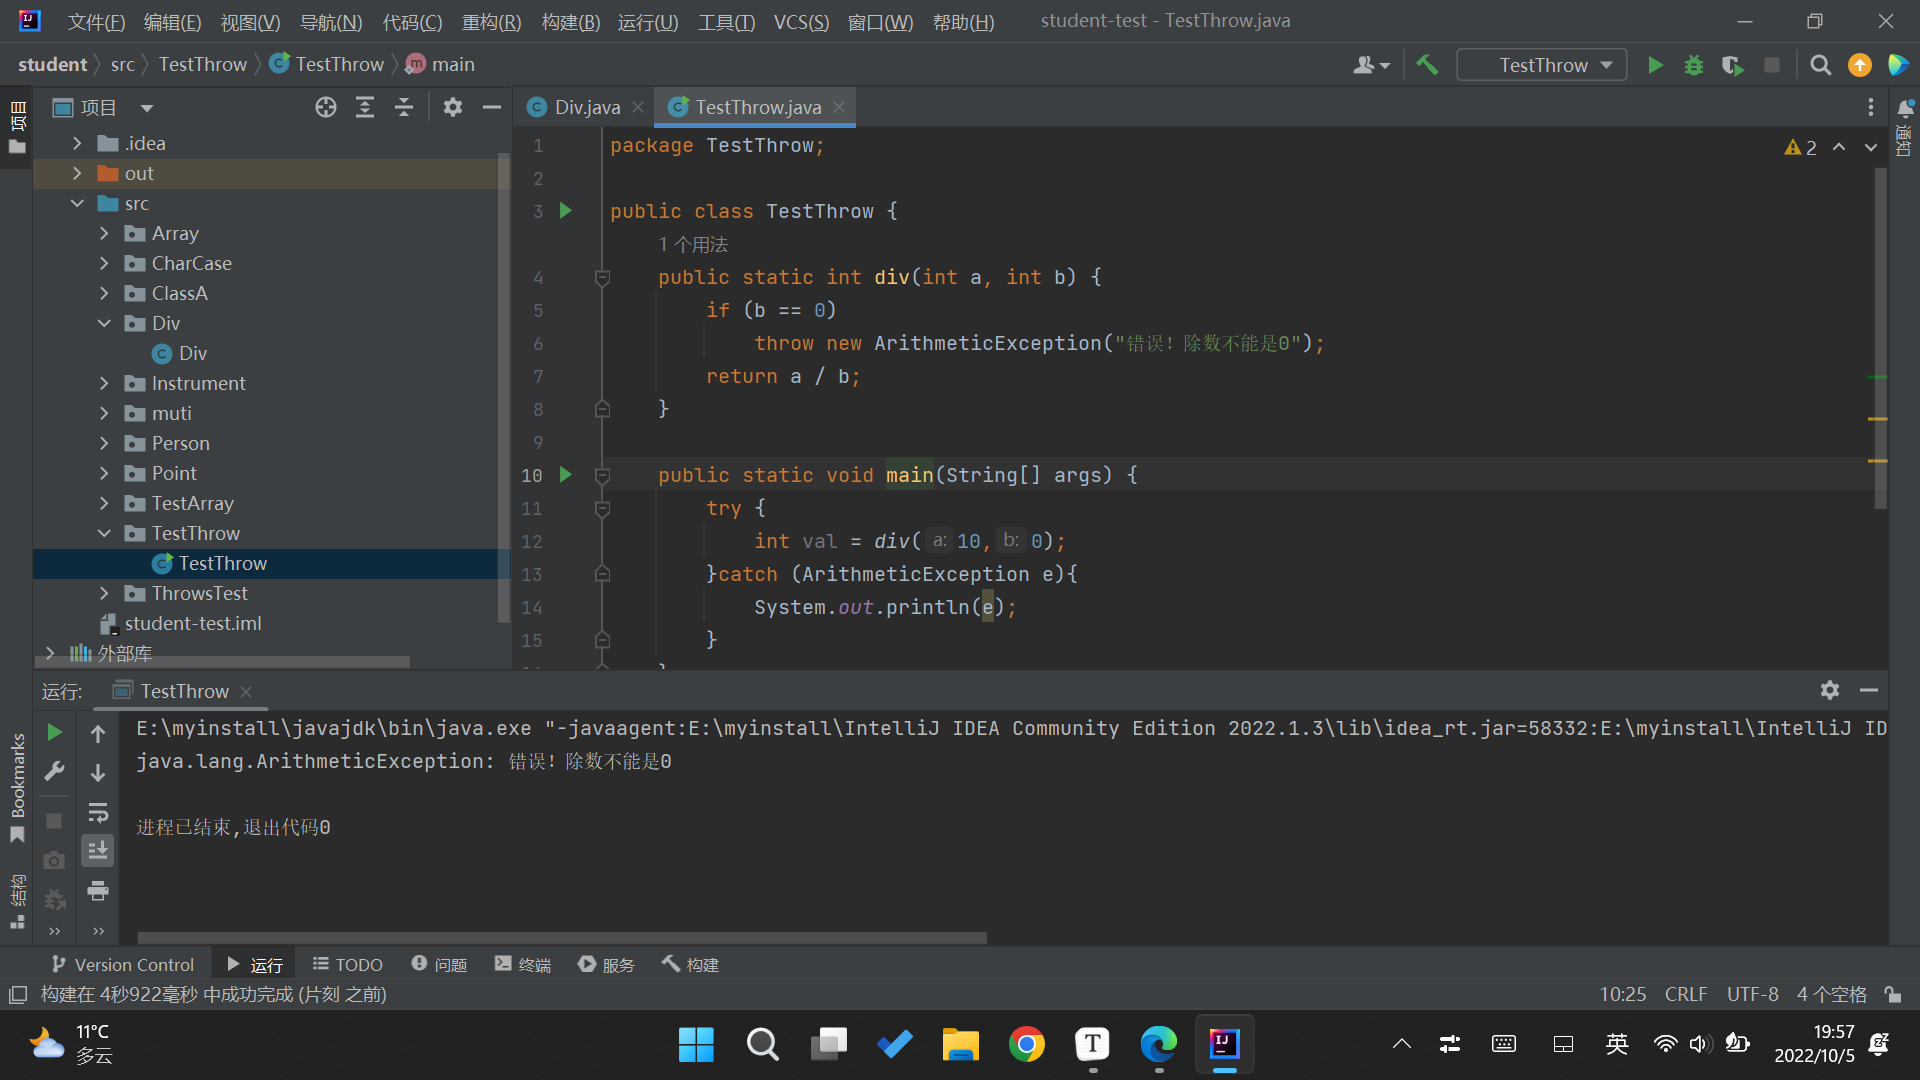 文件(F) 编辑(E) 视图(V) 导航(N) 代码(C) 重构(R) 构建(B) 运行(U) 工具(T) VCS(S) 窗口(W) 帮助(H) student-test - TestThrow.java
student src TestThrow TestThrow main
TestThrow
项目
项目
.idea
out
src
Array
CharCase
ClassA
Div
Div
Instrument
muti
Person
Point
TestArray
TestThrow
TestThrow
ThrowsTest
student-test.iml
外部库
Div.java TestThrow.java
通知
2
1 package TestThrow;
2
3 public class TestThrow {
1 个用法
4 public static int div(int a, int b) {
5 if (b == 0)
6 throw new ArithmeticException("错误! 除数不能是0");
7 return a / b;
8 }
9
10 public static void main(String[] args) {
11 try {
12 int val = div( a: 10, b: 0);
13 }catch (ArithmeticException e){
14 System.out.println(e);
15 }
运行: TestThrow
E:\myinstall\javajdk\bin\java.exe "-javaagent:E:\myinstall\IntelliJ IDEA Community Edition 2022.1.3\lib\idea_rt.jar=58332:E:\myinstall\IntelliJ ID
java.lang.ArithmeticException: 错误! 除数不能是0
进程已结束,退出代码0
Bookmarks
结构
Version Control 运行 TODO 问题 终端 服务 构建
构建在 4秒922毫秒 中成功完成 (片刻 之前) 10:25 CRLF UTF-8 4 个空格
11°C
多云
英
19:57
2022/10/5